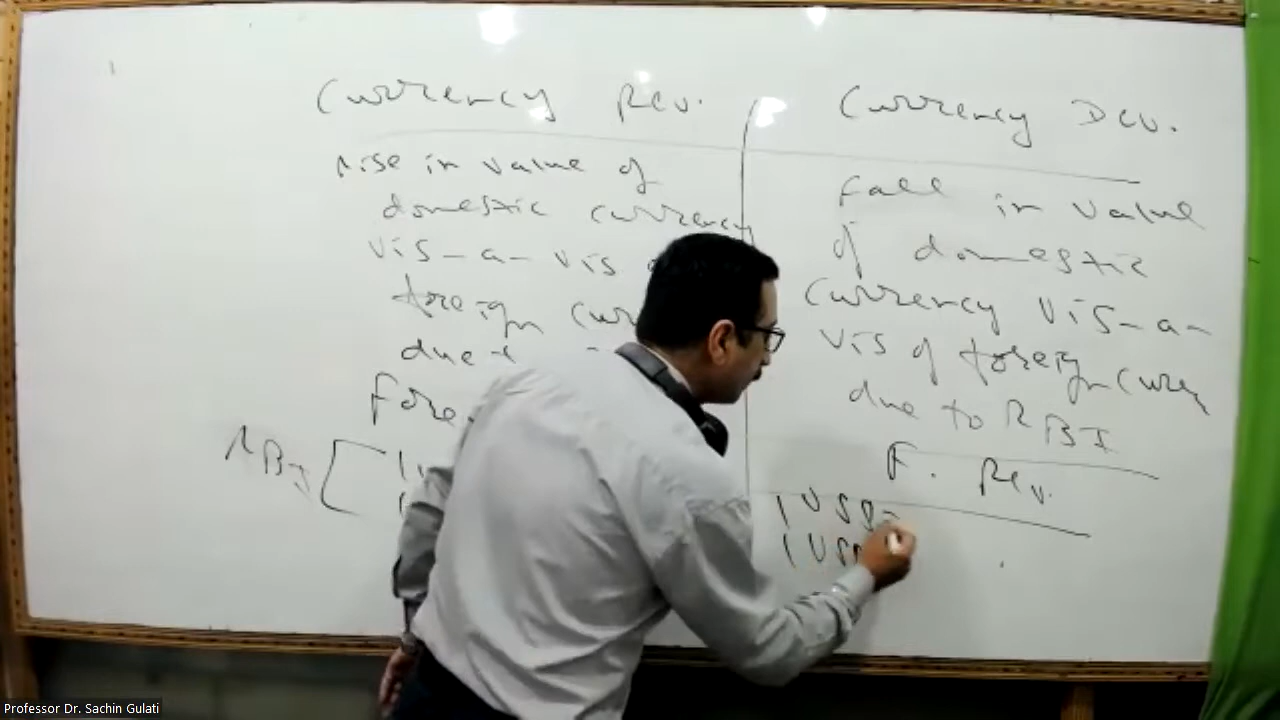 Currency Rev.
rise in value of
domestic currency
vis-a-vis
foreign
due
RBI
Currency Dev.
Fall in value
of domestic
Currency vis-a-
vis of foreign
due to RBI
F. Rev.
1 USD=
1 USD
Professor Dr. Sachin Gulati